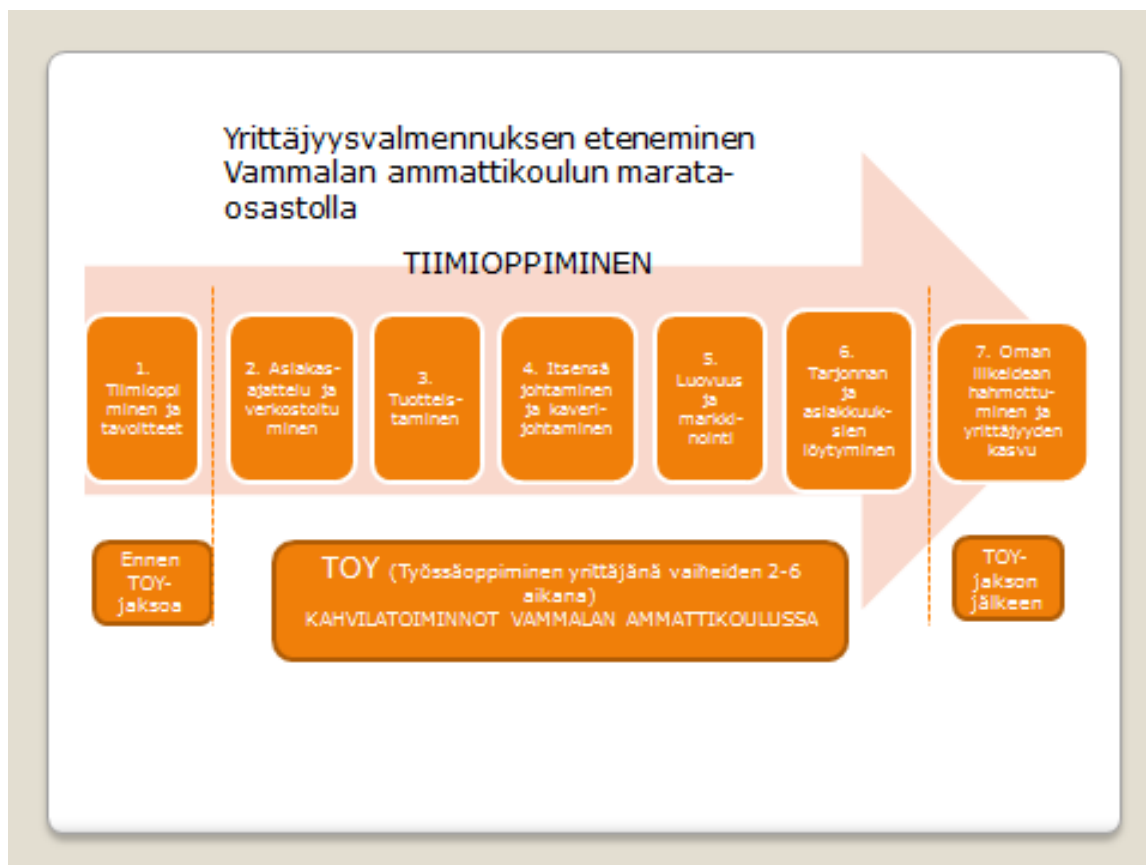 Yrittäjyysvalmennuksen eteneminen
Vammalan ammattikoulun marata-
osastolla
TIIMIOPPIMINEN
1.
Tiimioppi
minen ja
tavoitteet
2. Asiakas-
ajattelu ja
verkostoitu
minen
3.
Tuotteis-
taminen
4. Itsensä
johtaminen
ja kaveri-
johtaminen
5.
Luovuus
ja
markki-
nointi
6.
Tarjonnan
ja
asiakkuuk-
sien
löytyminen
7. Oman
liikeidean
hahmottu-
minen ja
yrittäjyyden
kasvu
Ennen
TOY-
jaksoa
TOY (Työssäoppiminen yrittäjänä vaiheiden 2-6
aikana)
KAHVILATOIMINNOT VAMMALAN AMMATTIKOULUSSA
TOY-
jakson
jälkeen